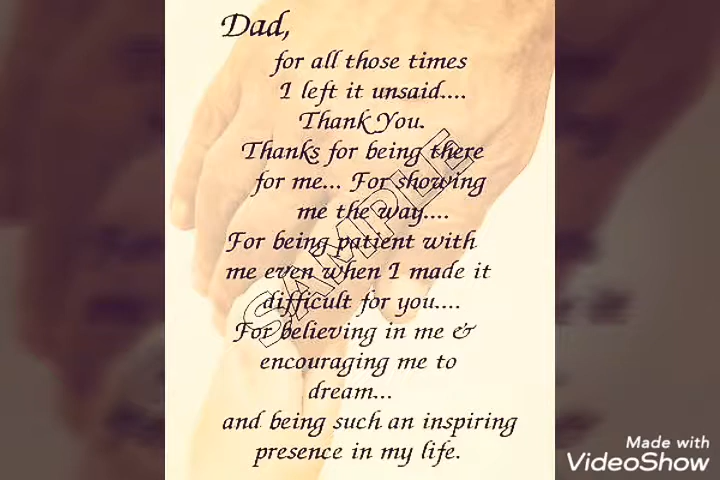 Dad,
for all those times
I left it unsaid....
Thank You.
Thanks for being there
for me... For showing
me the way....
For being patient with
me even when I made it
difficult for you....
For believing in me &
encouraging me to
dream...
and being such an inspiring
presence in my life.
SAMPLE
Made with
VideoShow